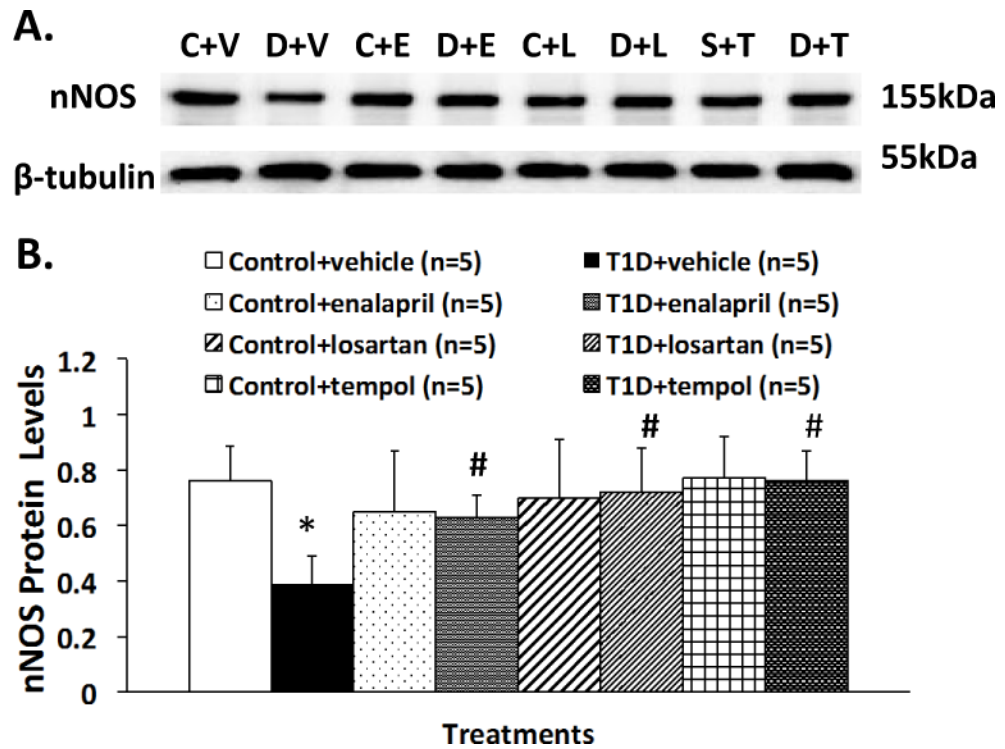 A.
C+V D+V C+E D+E C+L D+L S+T D+T
nNOS 155kDa
β-tubulin 55kDa
B.
Control+vehicle (n=5) T1D+vehicle (n=5)
Control+enalapril (n=5) T1D+enalapril (n=5)
Control+losartan (n=5) T1D+losartan (n=5)
Control+tempol (n=5) T1D+tempol (n=5)
nNOS Protein Levels
1.2
1
0.8
0.6
0.4
0.2
0
* # # #
Treatments